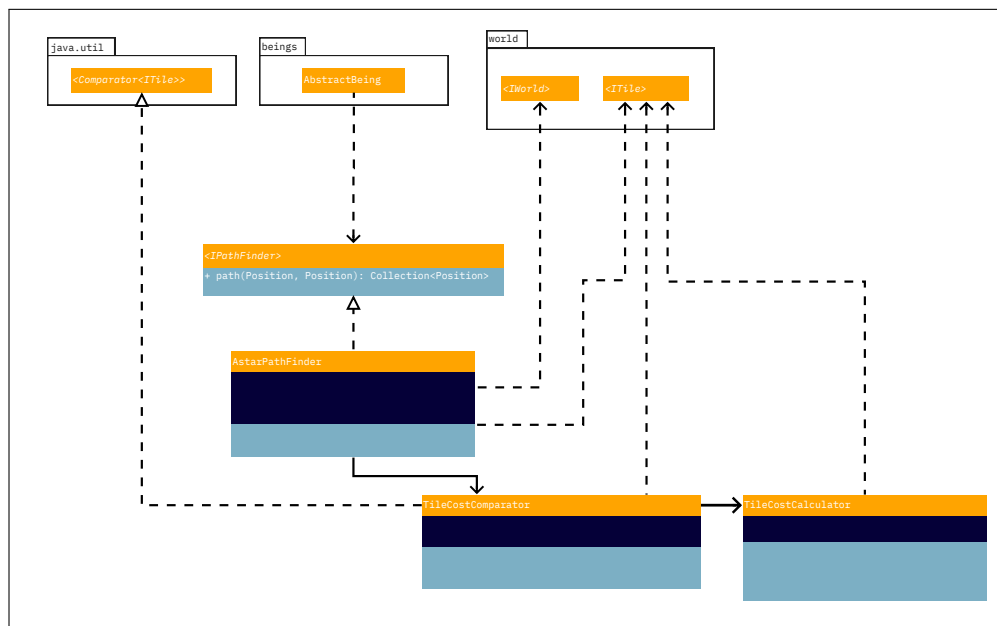 java.util
<Comparator<ITile>>
beings
AbstractBeing
world
<IWorld>
<ITile>
<IPathFinder>
+ path(Position, Position): Collection<Position>
AstarPathFinder
TileCostComparator
TileCostCalculator